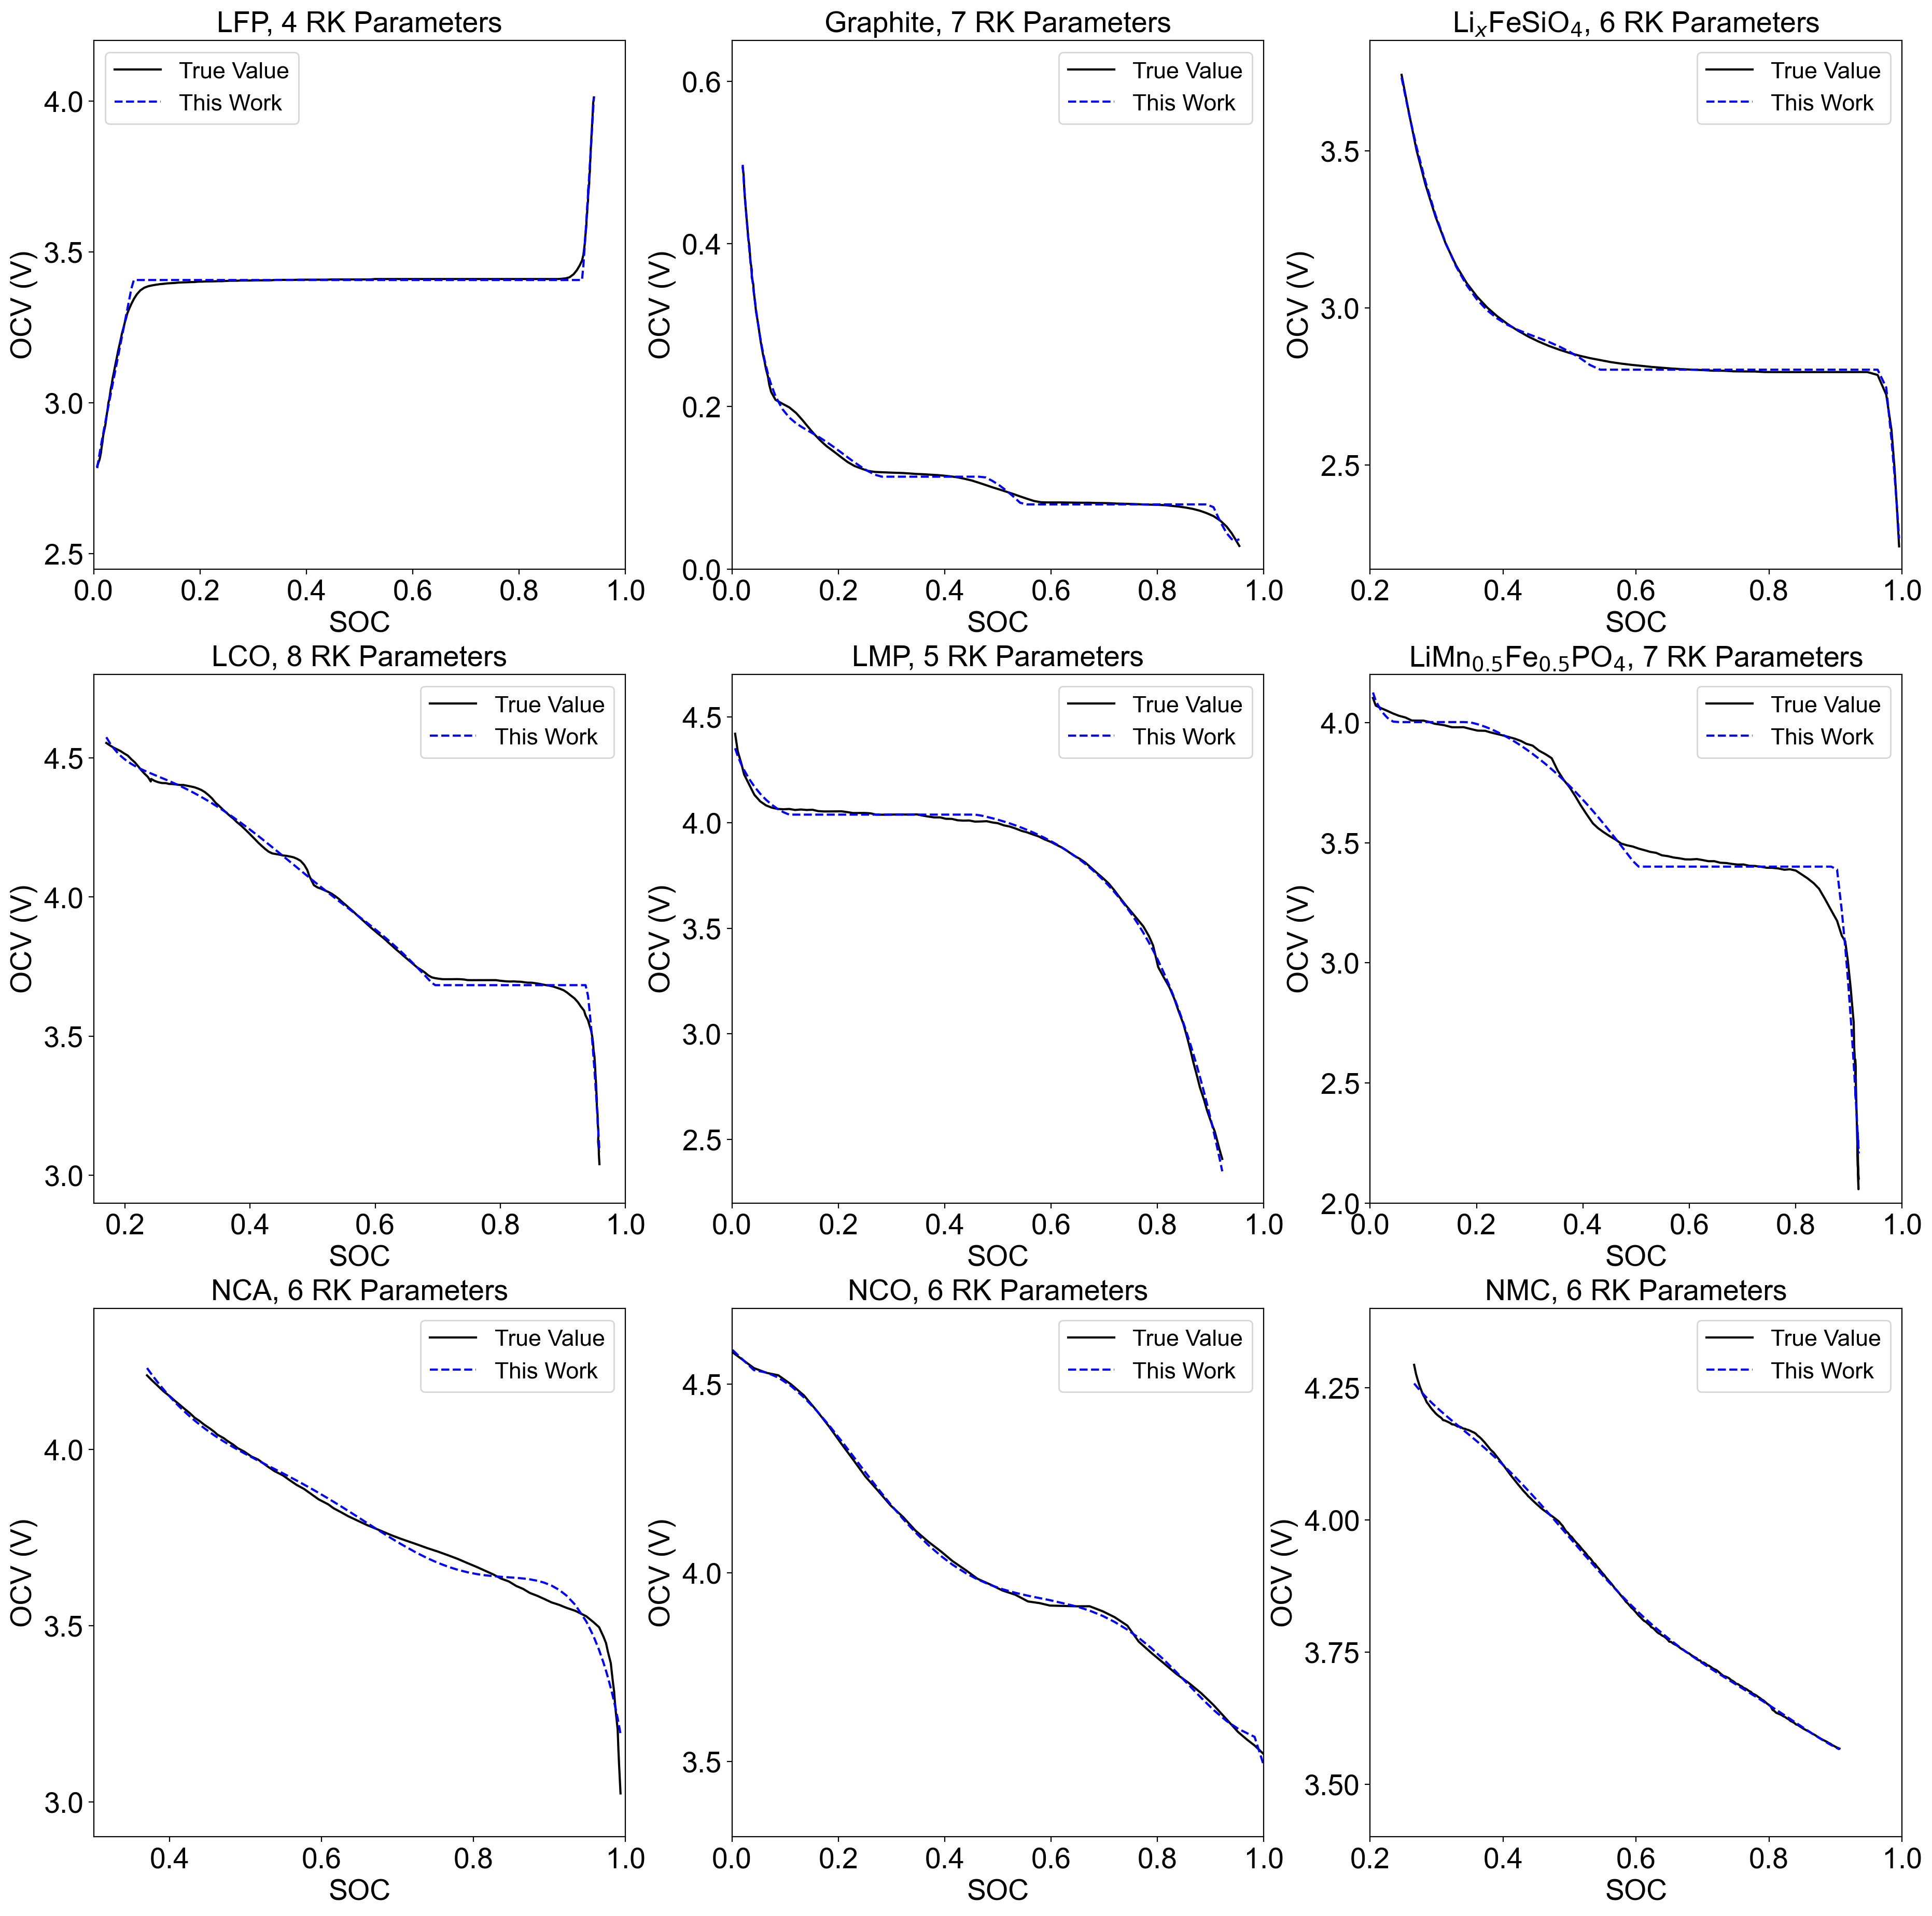 LFP, 4 RK Parameters
True Value
This Work
OCV (V)
4.0
3.5
3.0
2.5
0.0 0.2 0.4 0.6 0.8 1.0
SOC
Graphite, 7 RK Parameters
True Value
This Work
OCV (V)
0.6
0.4
0.2
0.0
0.0 0.2 0.4 0.6 0.8 1.0
SOC
LiₓFeSiO₄, 6 RK Parameters
True Value
This Work
OCV (V)
3.5
3.0
2.5
0.2 0.4 0.6 0.8 1.0
SOC
LCO, 8 RK Parameters
True Value
This Work
OCV (V)
4.5
4.0
3.5
3.0
0.2 0.4 0.6 0.8 1.0
SOC
LMP, 5 RK Parameters
True Value
This Work
OCV (V)
4.5
4.0
3.5
3.0
2.5
0.0 0.2 0.4 0.6 0.8 1.0
SOC
LiMn₀.₅Fe₀.₅PO₄, 7 RK Parameters
True Value
This Work
OCV (V)
4.0
3.5
3.0
2.5
2.0
0.0 0.2 0.4 0.6 0.8 1.0
SOC
NCA, 6 RK Parameters
True Value
This Work
OCV (V)
4.0
3.5
3.0
0.4 0.6 0.8 1.0
SOC
NCO, 6 RK Parameters
True Value
This Work
OCV (V)
4.5
4.0
3.5
0.0 0.2 0.4 0.6 0.8 1.0
SOC
NMC, 6 RK Parameters
True Value
This Work
OCV (V)
4.25
4.00
3.75
3.50
0.2 0.4 0.6 0.8 1.0
SOC